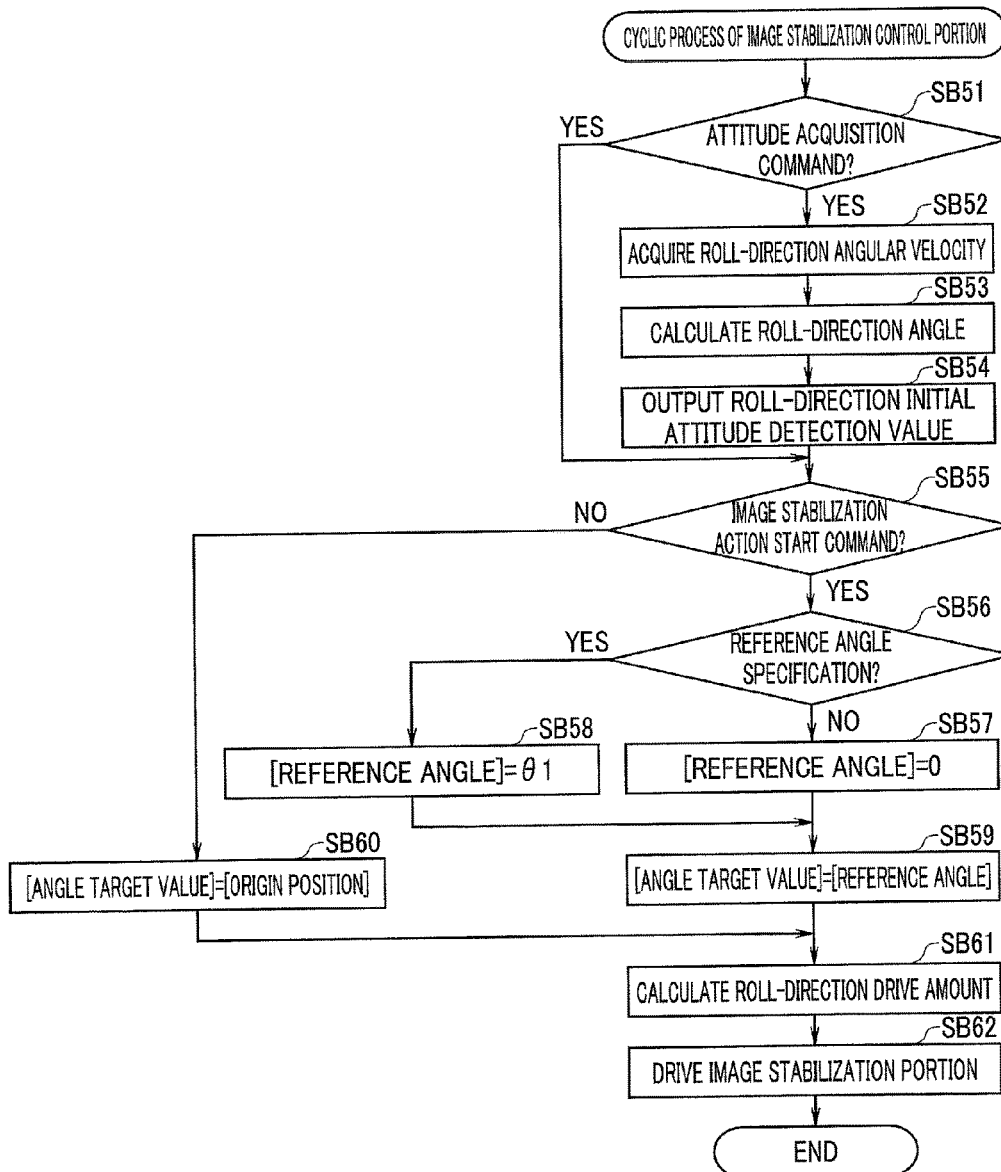 CYCLIC PROCESS OF IMAGE STABILIZATION CONTROL PORTION
SB51
YES
ATTITUDE ACQUISITION
COMMAND?
YES
SB52
ACQUIRE ROLL-DIRECTION ANGULAR VELOCITY
SB53
CALCULATE ROLL-DIRECTION ANGLE
SB54
OUTPUT ROLL-DIRECTION INITIAL
ATTITUDE DETECTION VALUE
SB55
NO
IMAGE STABILIZATION
ACTION START COMMAND?
YES
SB56
YES
REFERENCE ANGLE
SPECIFICATION?
NO
SB58
SB57
[REFERENCE ANGLE]=θ1
[REFERENCE ANGLE]=0
SB60
SB59
[ANGLE TARGET VALUE]=[ORIGIN POSITION]
[ANGLE TARGET VALUE]=[REFERENCE ANGLE]
SB61
CALCULATE ROLL-DIRECTION DRIVE AMOUNT
SB62
DRIVE IMAGE STABILIZATION PORTION
END